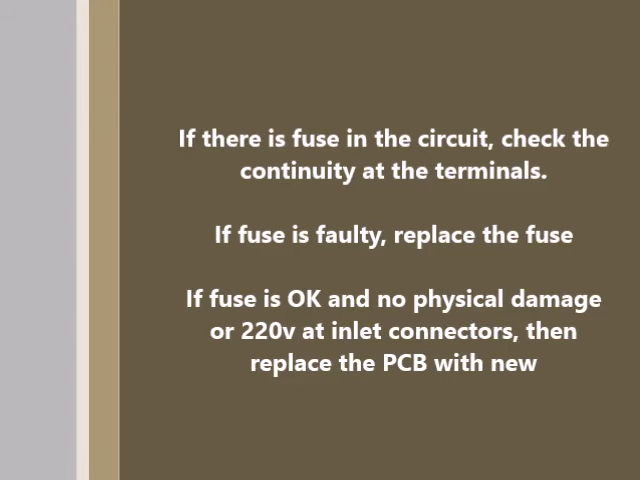 If there is fuse in the circuit, check the
continuity at the terminals.
If fuse is faulty, replace the fuse
If fuse is OK and no physical damage
or 220v at inlet connectors, then
replace the PCB with new